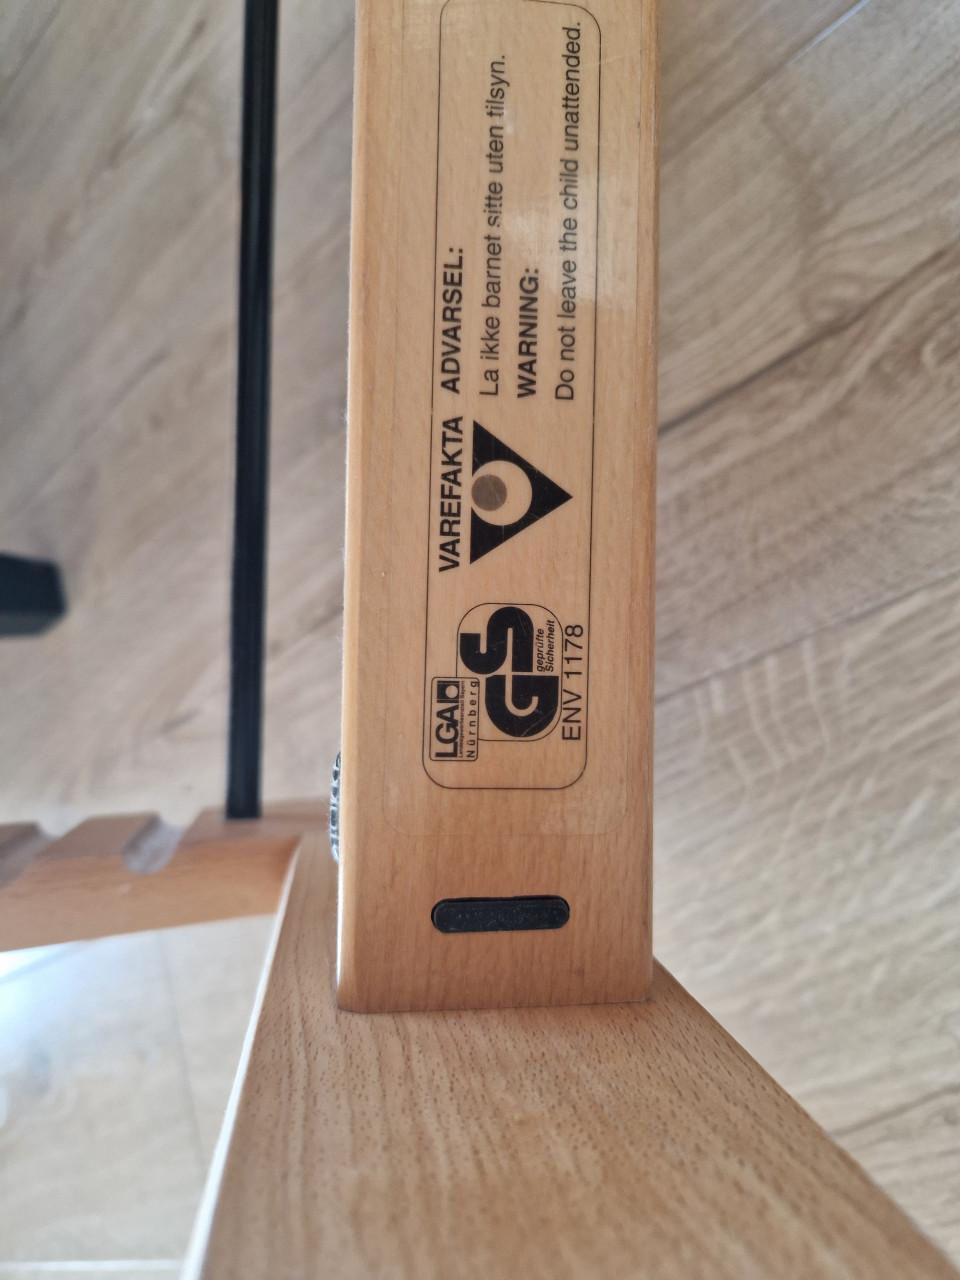 LGA
Nürnberg
GS
geprüfte
Sicherheit
ENV 1178
VAREFAKTA
ADVARSEL:
La ikke barnet sitte uten tilsyn.
WARNING:
Do not leave the child unattended.